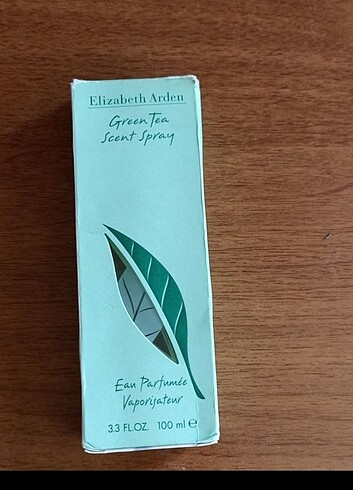 Elizabeth Arden
Green Tea
Scent Spray
Eau Parfumée
Vaporisateur
3.3 FL.OZ. 100 ml ℮